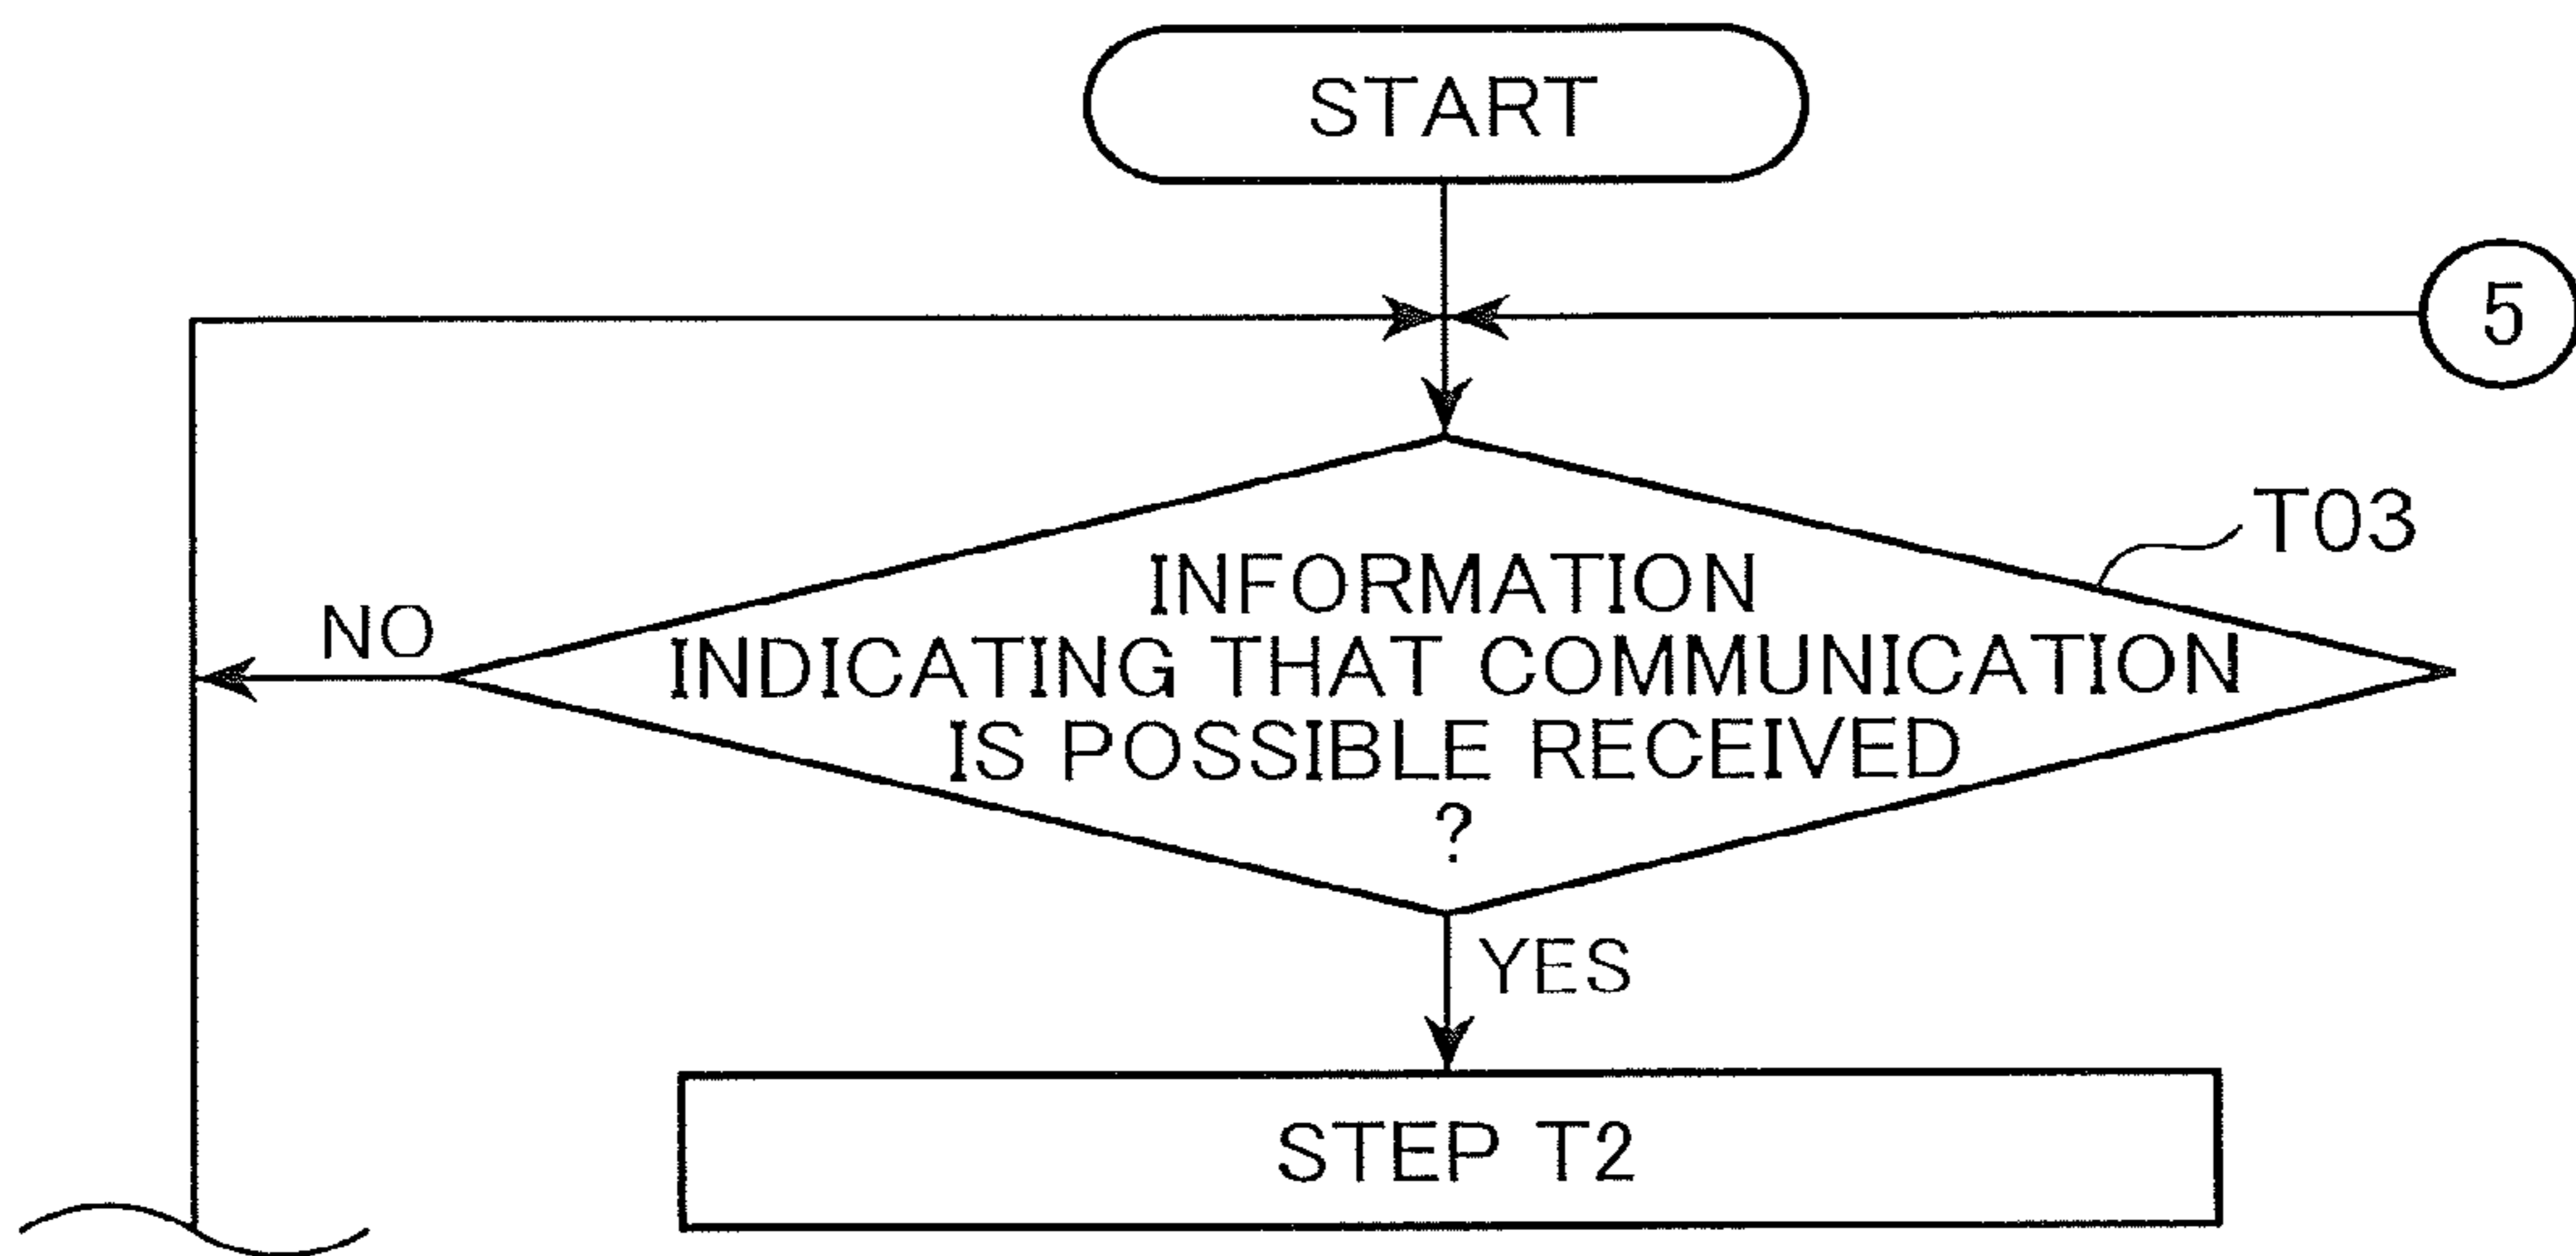 START
5
T03
INFORMATION
INDICATING THAT COMMUNICATION
IS POSSIBLE RECEIVED
?
NO
YES
STEP T2